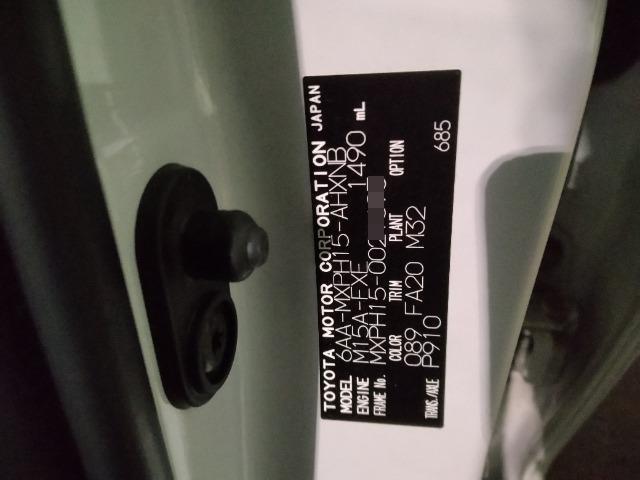 TOYOTA MOTOR CORPORATION JAPAN
MODEL 6AA-MXPH15-AHXNB
ENGINE M15A-FXE 1490 mL
FRAME No. MXPH15-002
COLOR TRIM PLANT OPTION
089 FA20 M32
TRANS./AXLE P910 685